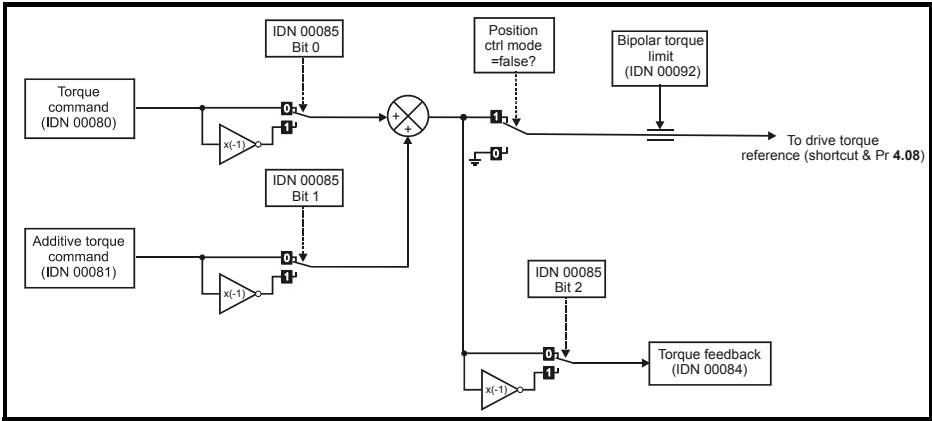 IDN 00085
Bit 0
Position
ctrl mode
=false?
Bipolar torque
limit
(IDN 00092)
Torque
command
(IDN 00080)
0
1
x(-1)
+
+
1
0
To drive torque
reference (shortcut & Pr 4.08)
IDN 00085
Bit 1
Additive torque
command
(IDN 00081)
0
1
x(-1)
IDN 00085
Bit 2
0
1
x(-1)
Torque feedback
(IDN 00084)